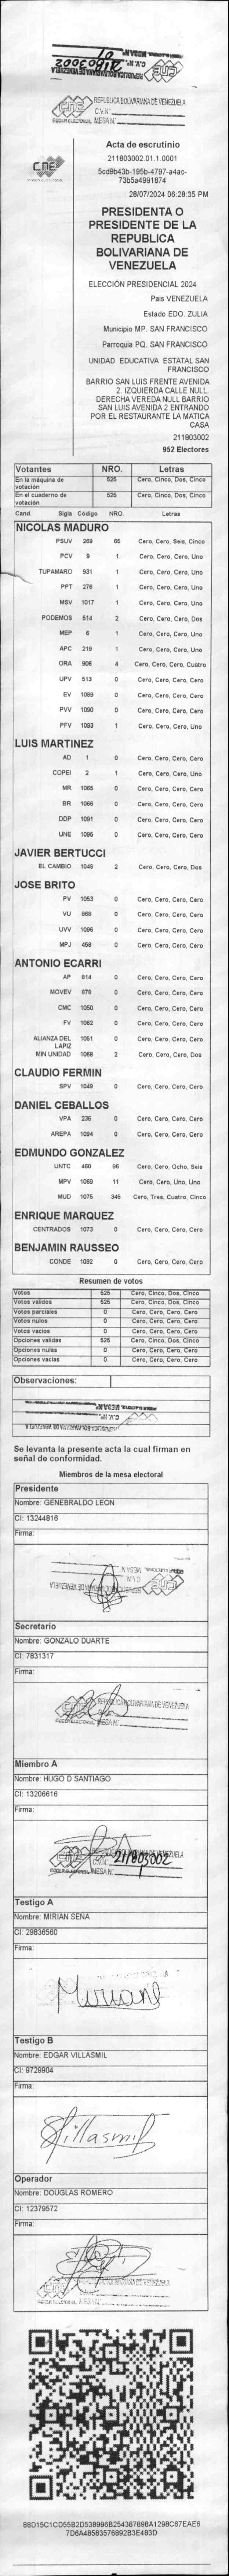 CNE
REPÚBLICA BOLIVARIANA DE VENEZUELA
C.V.N°
PODER ELECTORAL MESA N°
CNE
Acta de escrutinio
211803002.01.1.0001
5cd9b43b-195b-4797-a4ac-
73b5a4991874
28/07/2024 06:28:35 PM
PRESIDENTA O
PRESIDENTE DE LA
REPUBLICA
BOLIVARIANA DE
VENEZUELA
ELECCIÓN PRESIDENCIAL 2024
Pais VENEZUELA
Estado EDO. ZULIA
Municipio MP. SAN FRANCISCO
Parroquia PQ. SAN FRANCISCO
UNIDAD EDUCATIVA ESTATAL SAN
FRANCISCO
BARRIO SAN LUIS FRENTE AVENIDA
2. IZQUIERDA CALLE NULL.
DERECHA VEREDA NULL BARRIO
SAN LUIS AVENIDA 2 ENTRANDO
POR EL RESTAURANTE LA MATICA
CASA
211803002
952 Electores
Votantes NRO. Letras
En la máquina de votación 525 Cero, Cinco, Dos, Cinco
En el cuaderno de votación 525 Cero, Cinco, Dos, Cinco
Cand. Sigla Código NRO. Letras
NICOLAS MADURO
PSUV 269 65 Cero, Cero, Seis, Cinco
PCV 9 1 Cero, Cero, Cero, Uno
TUPAMARO 931 1 Cero, Cero, Cero, Uno
PPT 276 1 Cero, Cero, Cero, Uno
MSV 1017 1 Cero, Cero, Cero, Uno
PODEMOS 514 2 Cero, Cero, Cero, Dos
MEP 6 1 Cero, Cero, Cero, Uno
APC 219 1 Cero, Cero, Cero, Uno
ORA 906 4 Cero, Cero, Cero, Cuatro
UPV 513 0 Cero, Cero, Cero, Cero
EV 1089 0 Cero, Cero, Cero, Cero
PVV 1090 0 Cero, Cero, Cero, Cero
PFV 1093 1 Cero, Cero, Cero, Uno
LUIS MARTINEZ
AD 1 0 Cero, Cero, Cero, Cero
COPEI 2 1 Cero, Cero, Cero, Uno
MR 1065 0 Cero, Cero, Cero, Cero
BR 1066 0 Cero, Cero, Cero, Cero
DDP 1091 0 Cero, Cero, Cero, Cero
UNE 1095 0 Cero, Cero, Cero, Cero
JAVIER BERTUCCI
EL CAMBIO 1048 2 Cero, Cero, Cero, Dos
JOSE BRITO
PV 1053 0 Cero, Cero, Cero, Cero
VU 868 0 Cero, Cero, Cero, Cero
UVV 1096 0 Cero, Cero, Cero, Cero
MPJ 458 0 Cero, Cero, Cero, Cero
ANTONIO ECARRI
AP 814 0 Cero, Cero, Cero, Cero
MOVEV 678 0 Cero, Cero, Cero, Cero
CMC 1050 0 Cero, Cero, Cero, Cero
FV 1062 0 Cero, Cero, Cero, Cero
ALIANZA DEL LAPIZ 1051 0 Cero, Cero, Cero, Cero
MIN UNIDAD 1068 2 Cero, Cero, Cero, Dos
CLAUDIO FERMIN
SPV 1049 0 Cero, Cero, Cero, Cero
DANIEL CEBALLOS
VPA 236 0 Cero, Cero, Cero, Cero
AREPA 1094 0 Cero, Cero, Cero, Cero
EDMUNDO GONZALEZ
UNTC 460 86 Cero, Cero, Ocho, Seis
MPV 1069 11 Cero, Cero, Uno, Uno
MUD 1075 345 Cero, Tres, Cuatro, Cinco
ENRIQUE MARQUEZ
CENTRADOS 1073 0 Cero, Cero, Cero, Cero
BENJAMIN RAUSSEO
CONDE 1092 0 Cero, Cero, Cero, Cero
Resumen de votos
Votos 525 Cero, Cinco, Dos, Cinco
Votos validos 525 Cero, Cinco, Dos, Cinco
Votos parciales 0 Cero, Cero, Cero, Cero
Votos nulos 0 Cero, Cero, Cero, Cero
Votos vacios 0 Cero, Cero, Cero, Cero
Opciones validas 525 Cero, Cinco, Dos, Cinco
Opciones nulas 0 Cero, Cero, Cero, Cero
Opciones vacias 0 Cero, Cero, Cero, Cero
Observaciones:
Se levanta la presente acta la cual firman en
señal de conformidad.
Miembros de la mesa electoral
Presidente
Nombre: GENEBRALDO LEON
CI: 13244816
Firma:
Secretario
Nombre: GONZALO DUARTE
CI: 7831317
Firma:
Miembro A
Nombre: HUGO D SANTIAGO
CI: 13206616
Firma:
211803002
Testigo A
Nombre: MIRIAN SENA
CI: 29836560
Firma:
Testigo B
Nombre: EDGAR VILLASMIL
CI: 9729904
Firma:
Villasmil
Operador
Nombre: DOUGLAS ROMERO
CI: 12379572
Firma: